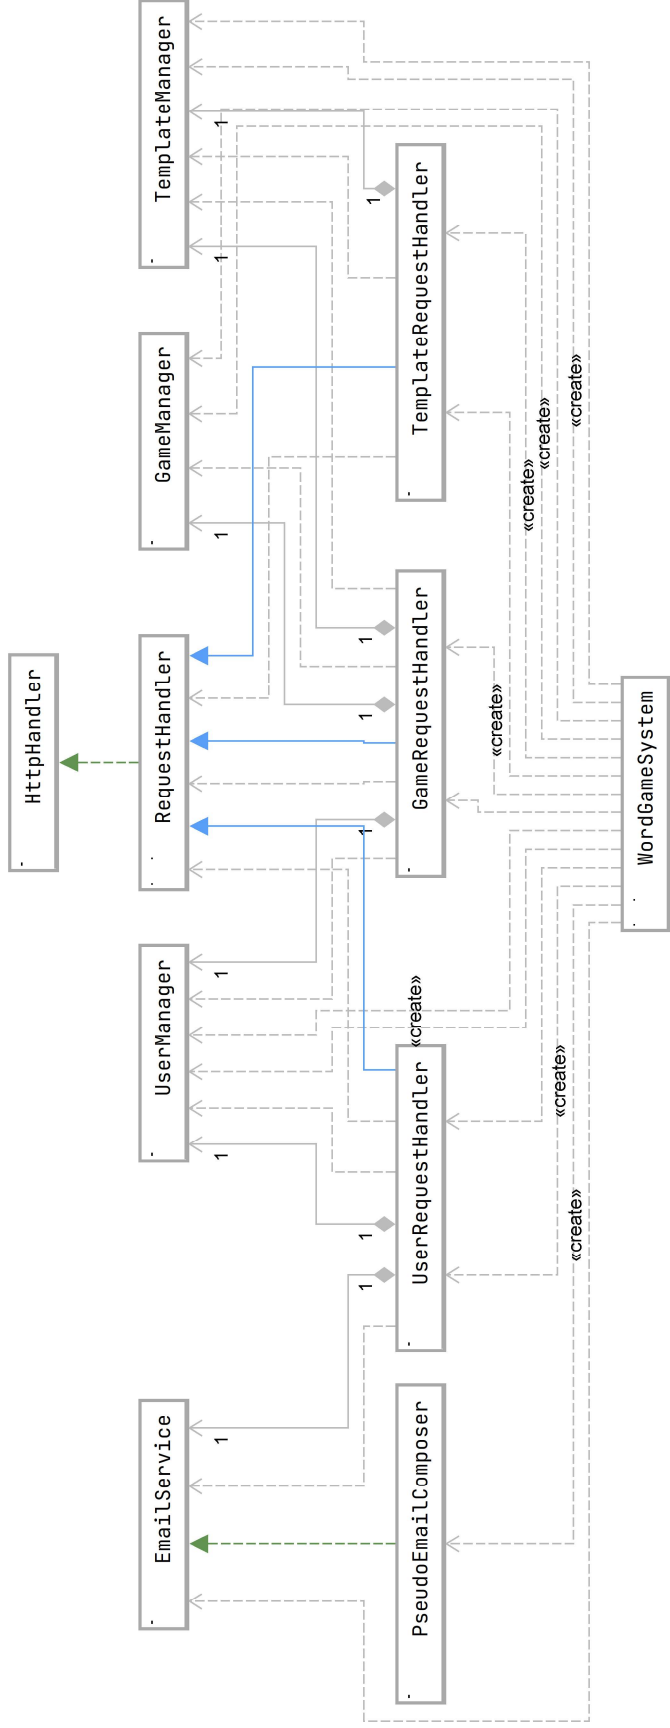 HttpHandler
EmailService
UserManager
RequestHandler
GameManager
TemplateManager
1
1
1
1
1
1
1
1
1
1
1
1
PseudoEmailComposer
UserRequestHandler
GameRequestHandler
TemplateRequestHandler
«create»
«create»
«create»
«create»
«create»
«create»
«create»
WordGameSystem